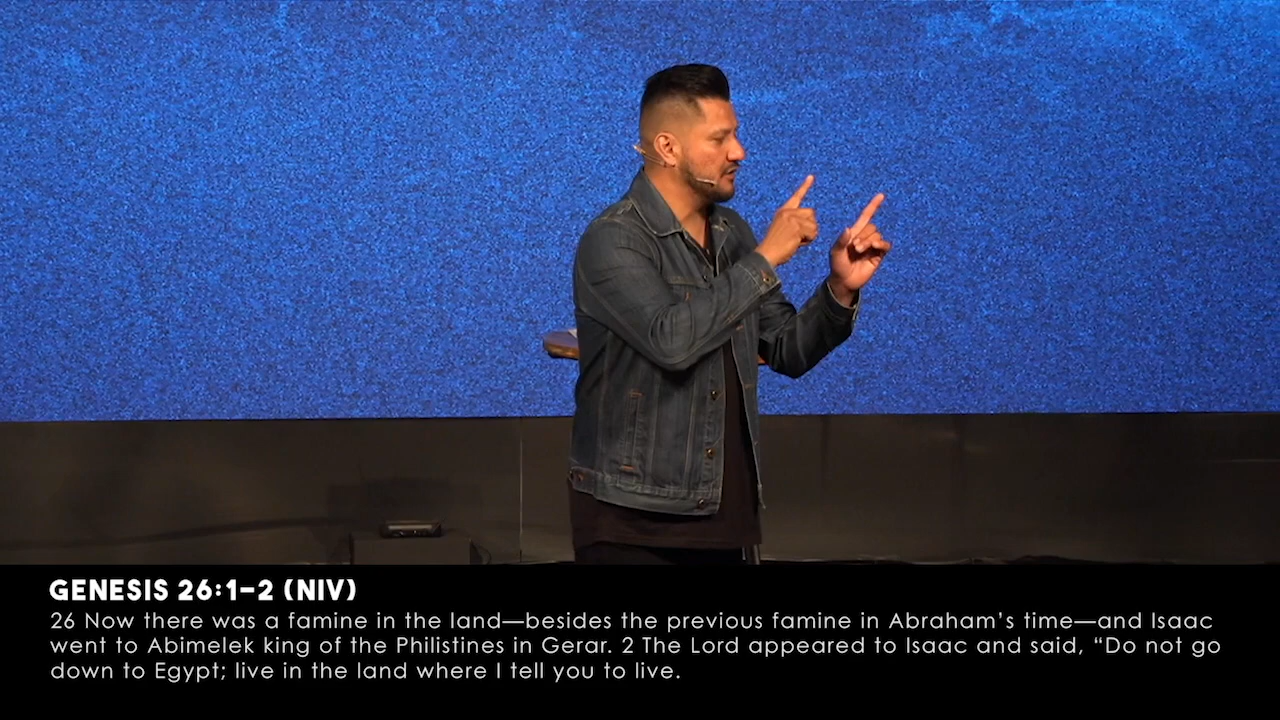 GENESIS 26:1-2 (NIV)
26 Now there was a famine in the land—besides the previous famine in Abraham's time—and Isaac
went to Abimelek king of the Philistines in Gerar. 2 The Lord appeared to Isaac and said, “Do not go
down to Egypt; live in the land where I tell you to live.